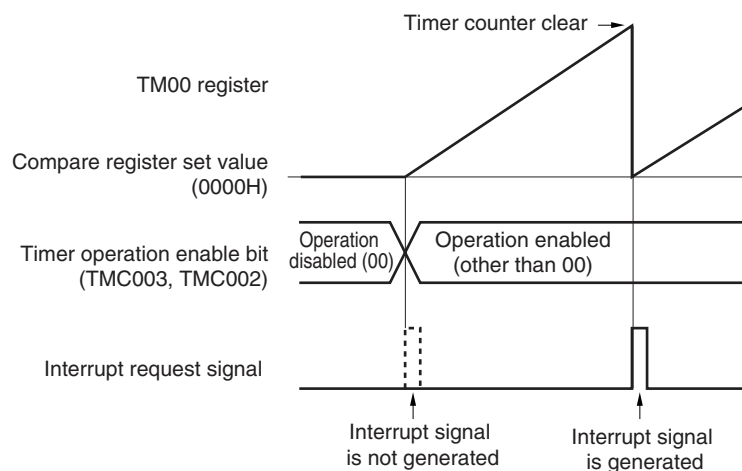 Timer counter clear
TM00 register
Compare register set value
(0000H)
Timer operation enable bit
(TMC003, TMC002)
Operation
disabled (00)
Operation enabled
(other than 00)
Interrupt request signal
Interrupt signal
is not generated
Interrupt signal
is generated